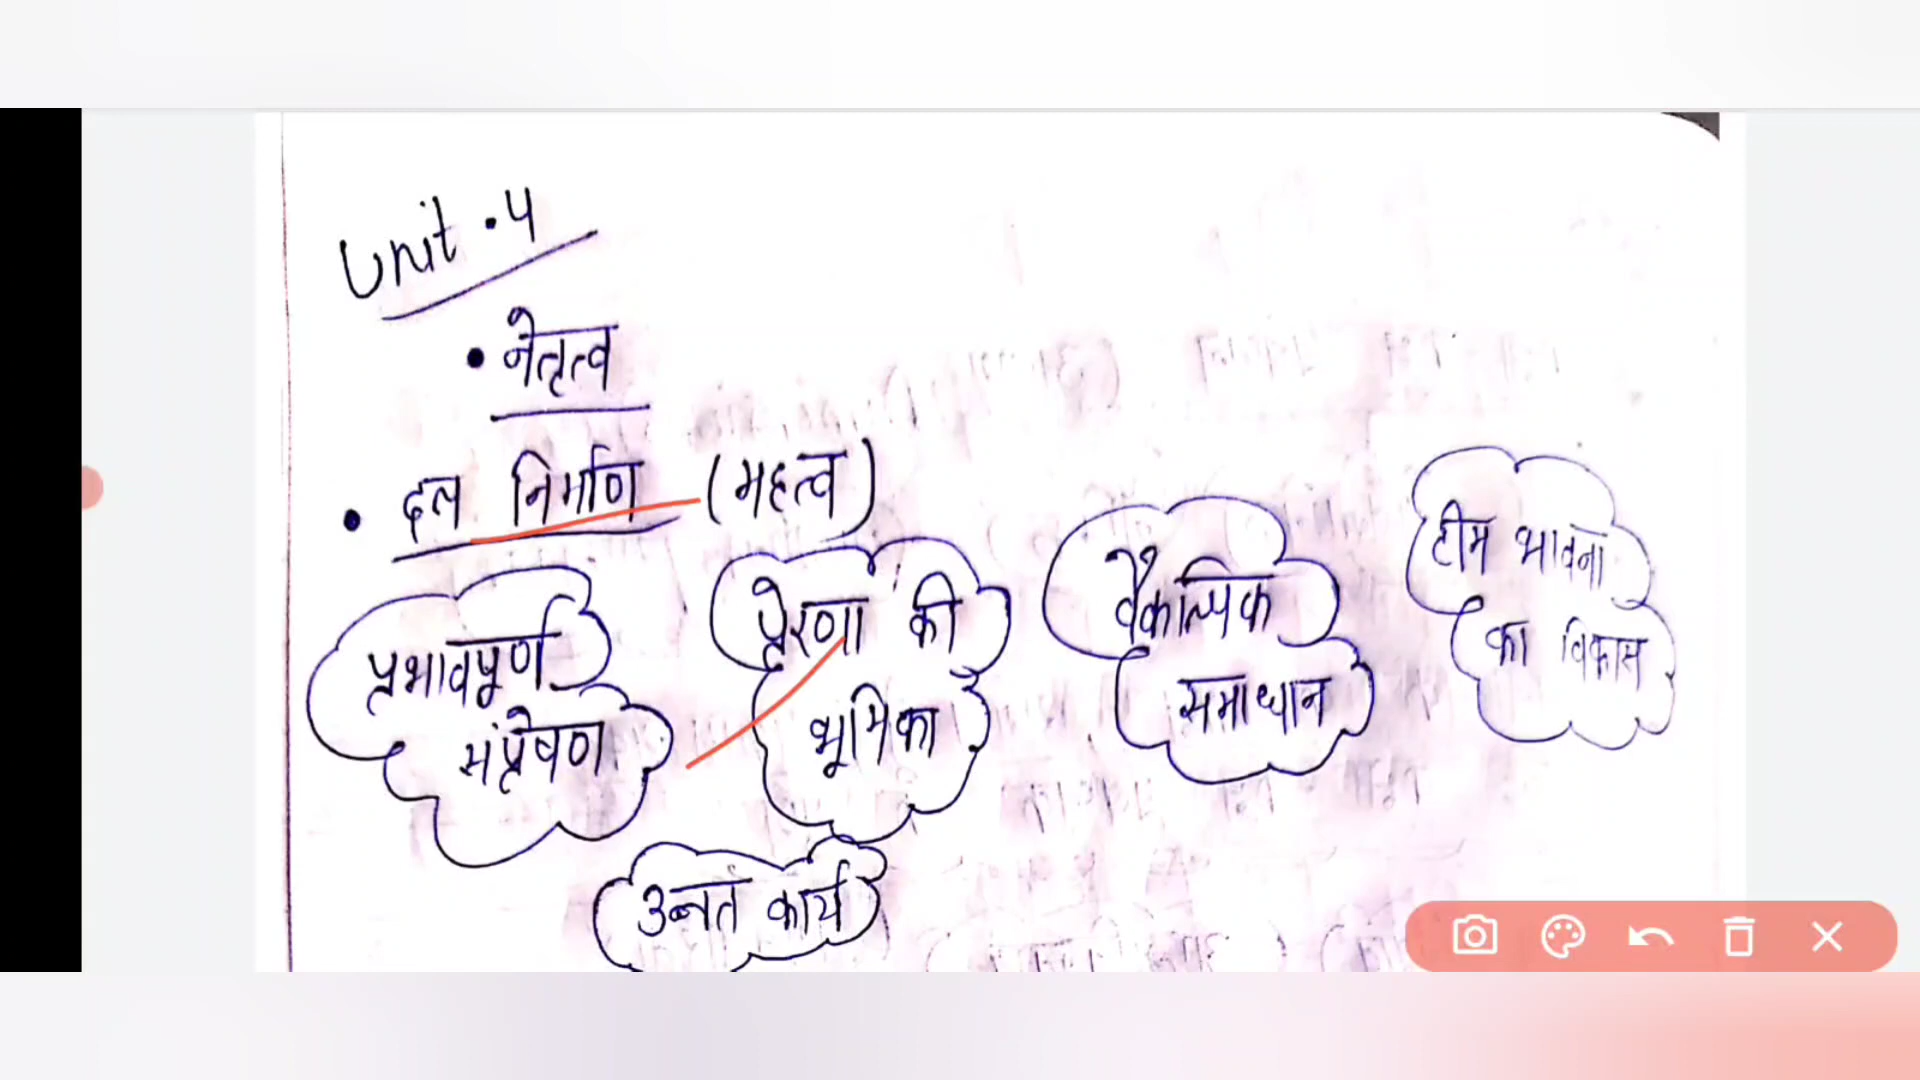 Unit • 4
• नेतृत्व
• दल निर्माण (महत्व)
प्रभावपूर्ण
संप्रेषण
प्रेरणा की
भूमिका
वैकल्पिक
समाधान
टीम भावना
का विकास
उन्नत कार्य